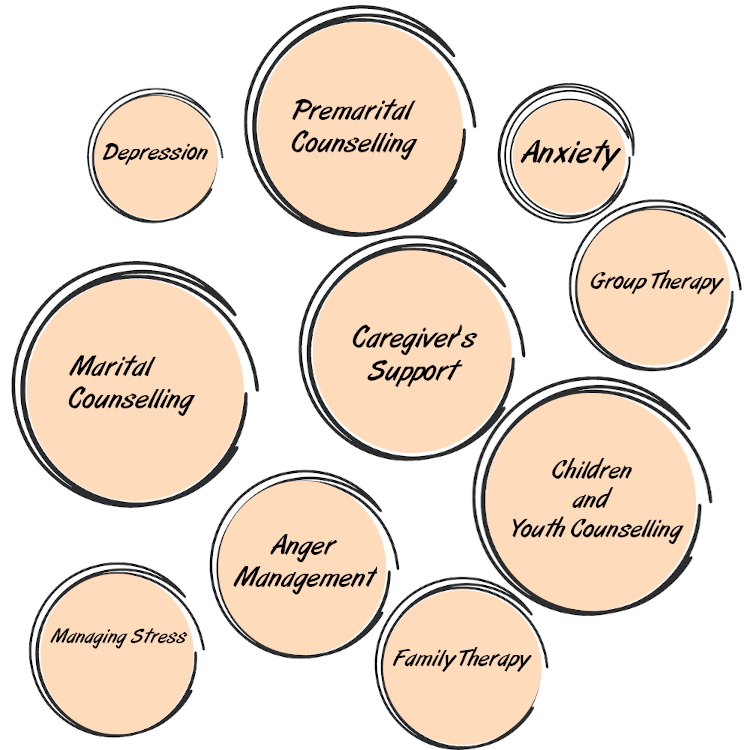 Premarital
Counselling
Depression
Anxiety
Group Therapy
Caregiver's
Support
Marital
Counselling
Children
and
Youth Counselling
Anger
Management
Managing Stress
Family Therapy